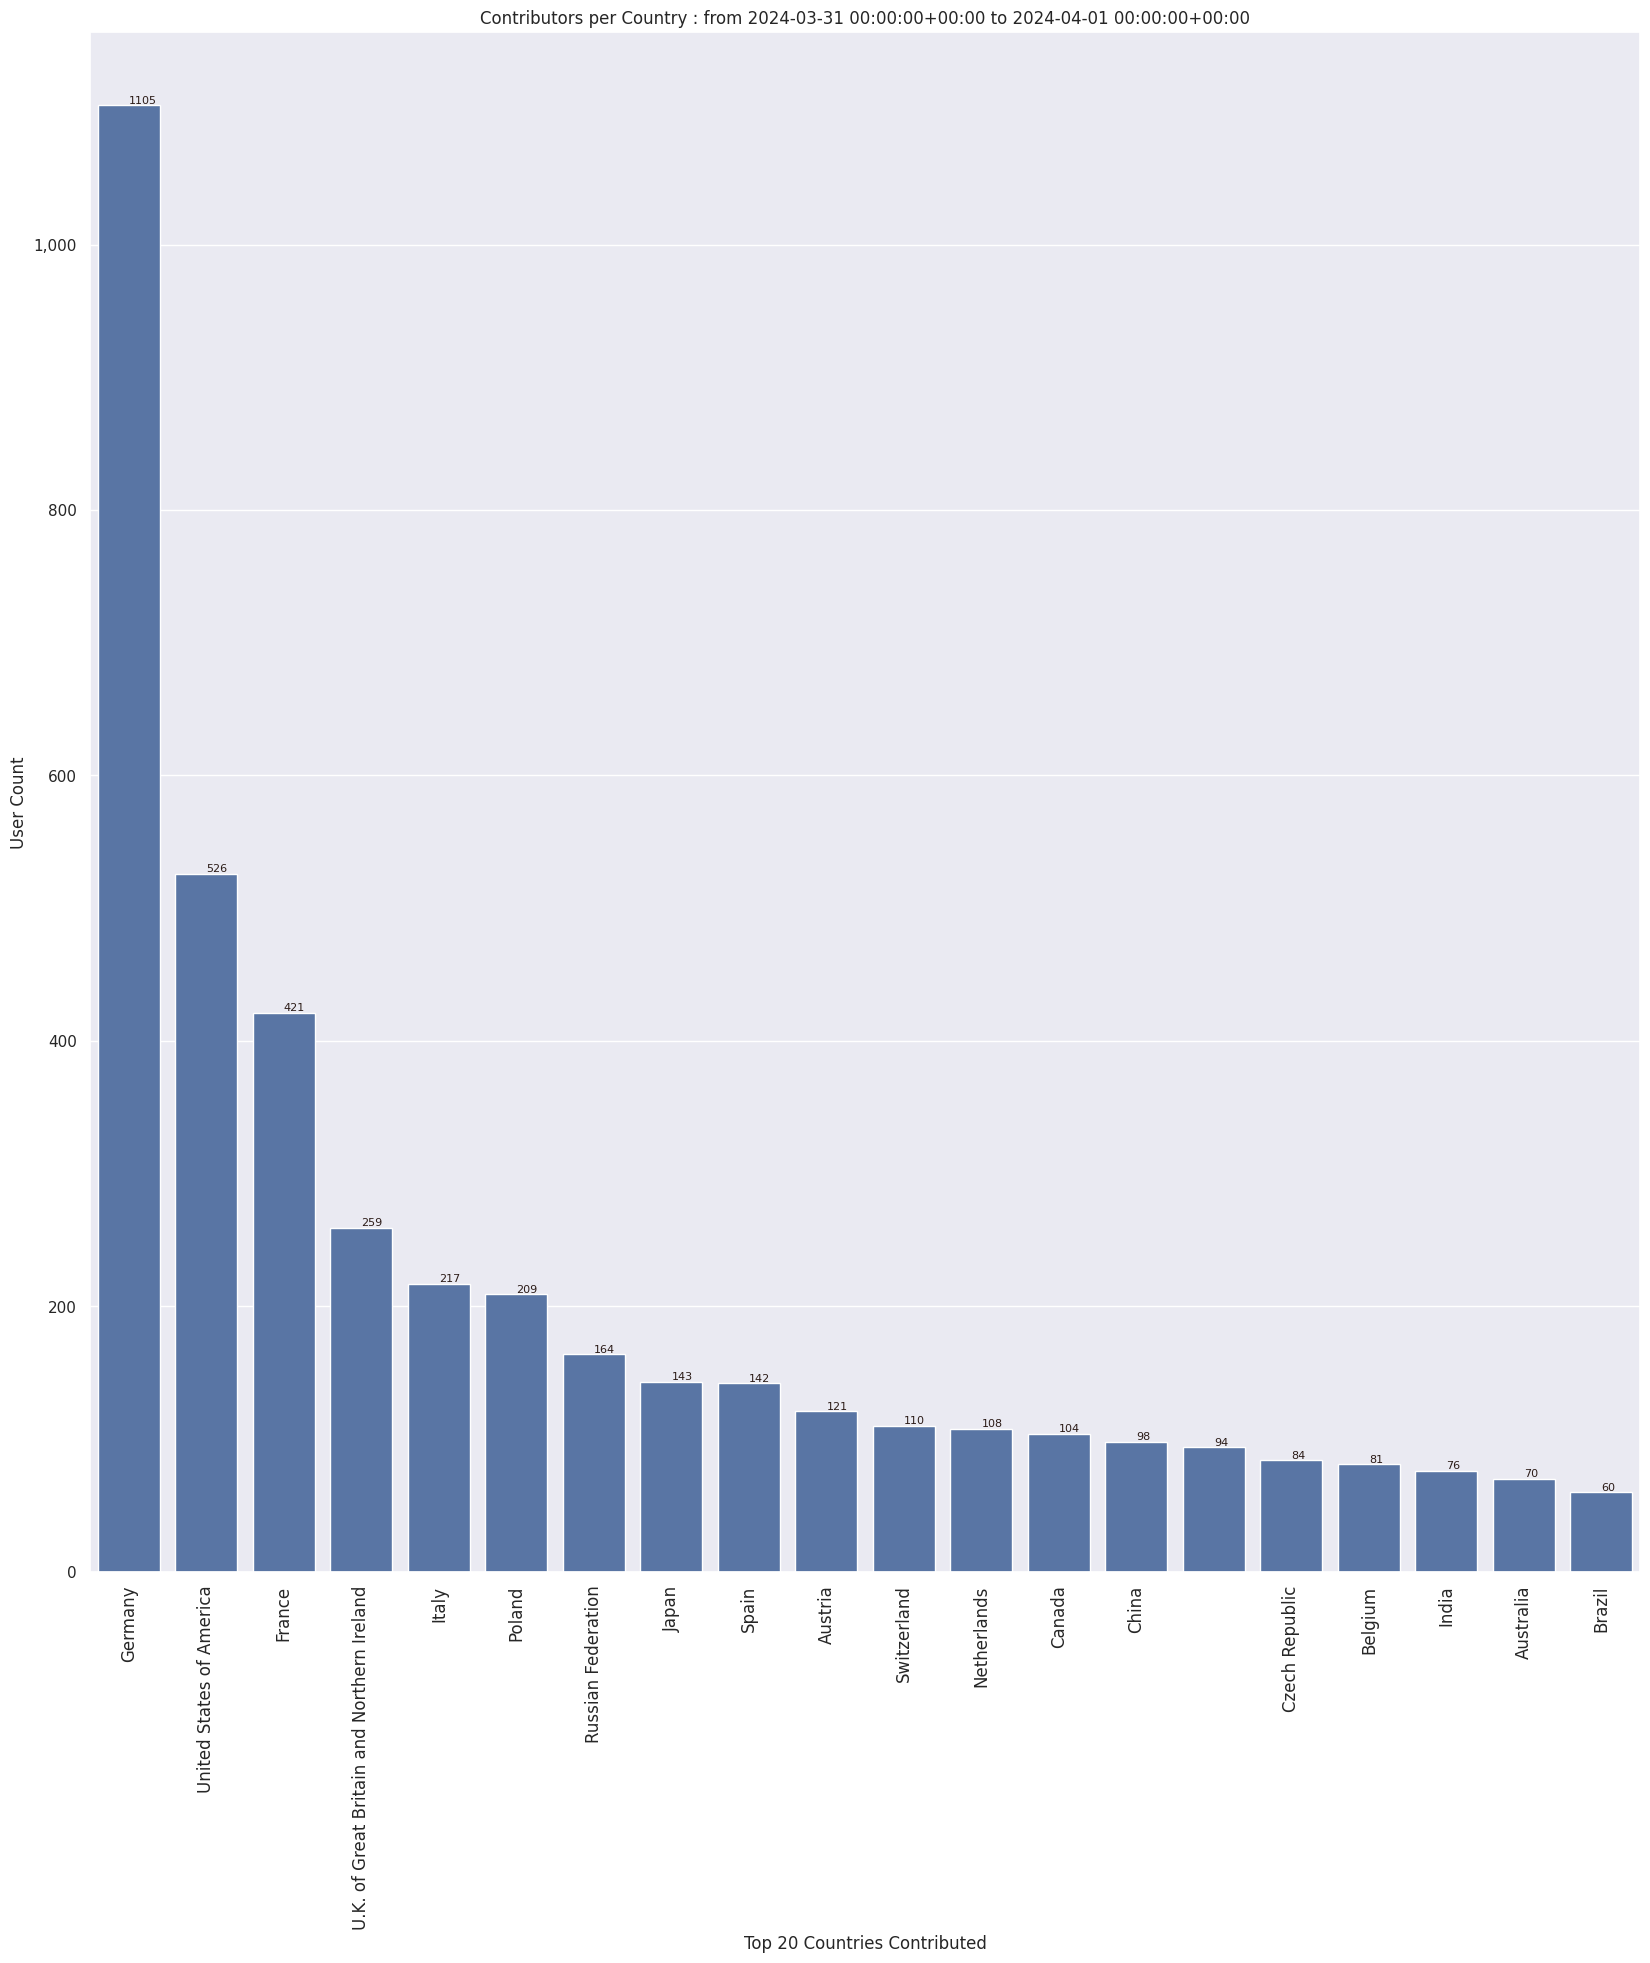 Contributors per Country : from 2024-03-31 00:00:00+00:00 to 2024-04-01 00:00:00+00:00
User Count
1,000
800
600
400
200
0
1105
526
421
259
217
209
164
143
142
121
110
108
104
98
94
84
81
76
70
60
Germany
United States of America
France
U.K. of Great Britain and Northern Ireland
Italy
Poland
Russian Federation
Japan
Spain
Austria
Switzerland
Netherlands
Canada
China
Czech Republic
Belgium
India
Australia
Brazil
Top 20 Countries Contributed